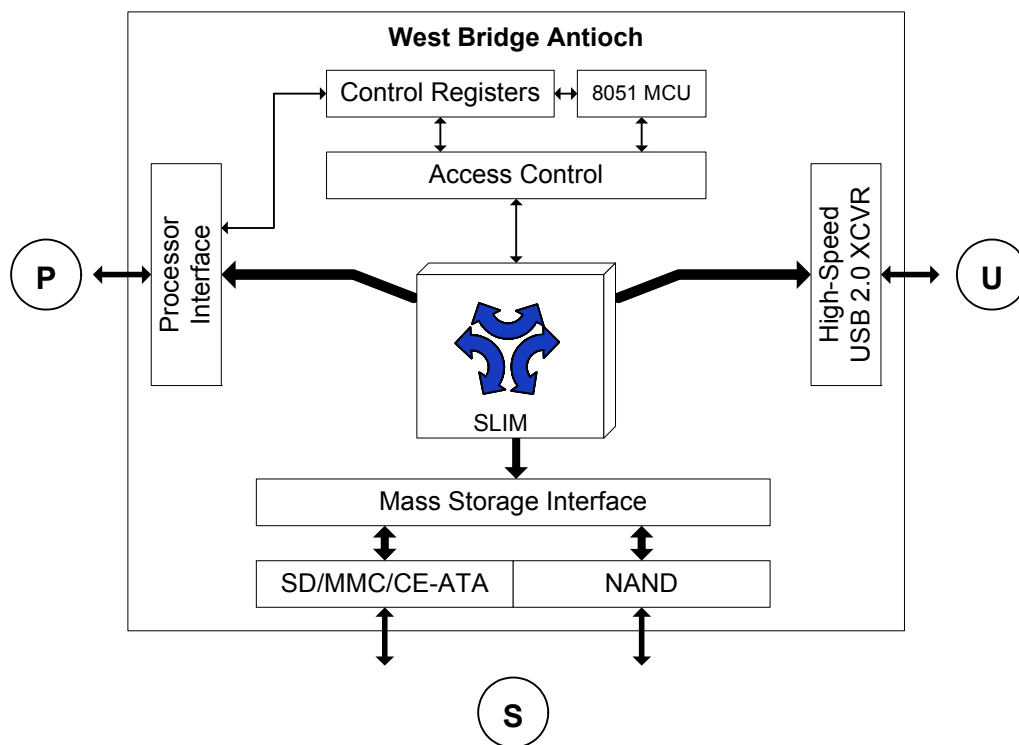 West Bridge Antioch
Control Registers
8051 MCU
Access Control
Processor
Interface
High-Speed
USB 2.0 XCVR
P
U
SLIM
Mass Storage Interface
SD/MMC/CE-ATA
NAND
S